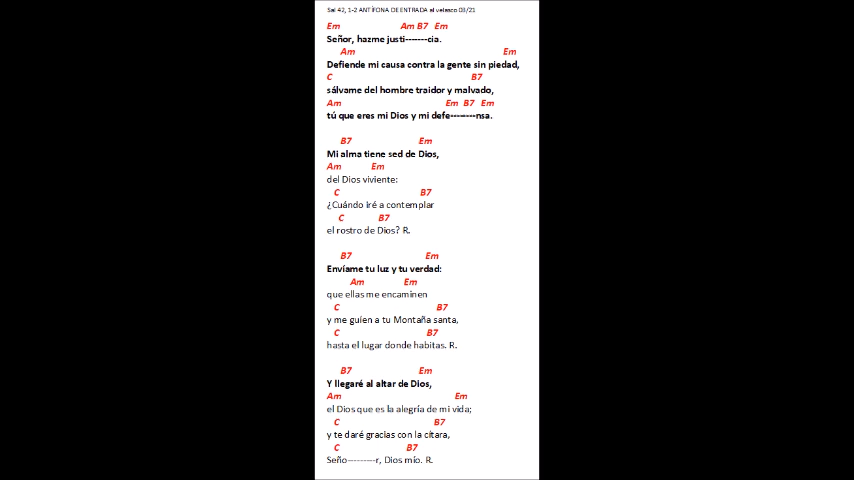 Sal 42, 1-2 ANTÍFONA DE ENTRADA al velasco 03/21
Em Am B7 Em
Señor, hazme justi-------cia.
Am Em
Defiende mi causa contra la gente sin piedad,
C B7
sálvame del hombre traidor y malvado,
Am Em B7 Em
tú que eres mi Dios y mi defe--------nsa.
B7 Em
Mi alma tiene sed de Dios,
Am Em
del Dios viviente:
C B7
¿Cuándo iré a contemplar
C B7
el rostro de Dios? R.
B7 Em
Envíame tu luz y tu verdad:
Am Em
que ellas me encaminen
C B7
y me guíen a tu Montaña santa,
C B7
hasta el lugar donde habitas. R.
B7 Em
Y llegaré al altar de Dios,
Am Em
el Dios que es la alegría de mi vida;
C B7
y te daré gracias con la cítara,
C B7
Seño---------r, Dios mío. R.